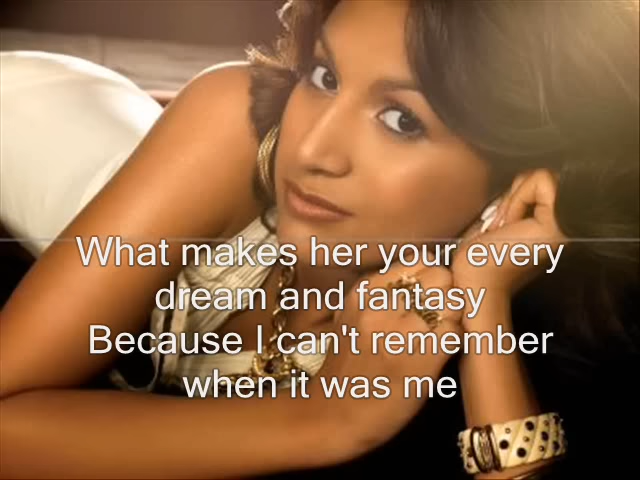 What makes her your every
dream and fantasy
Because I can't remember
when it was me